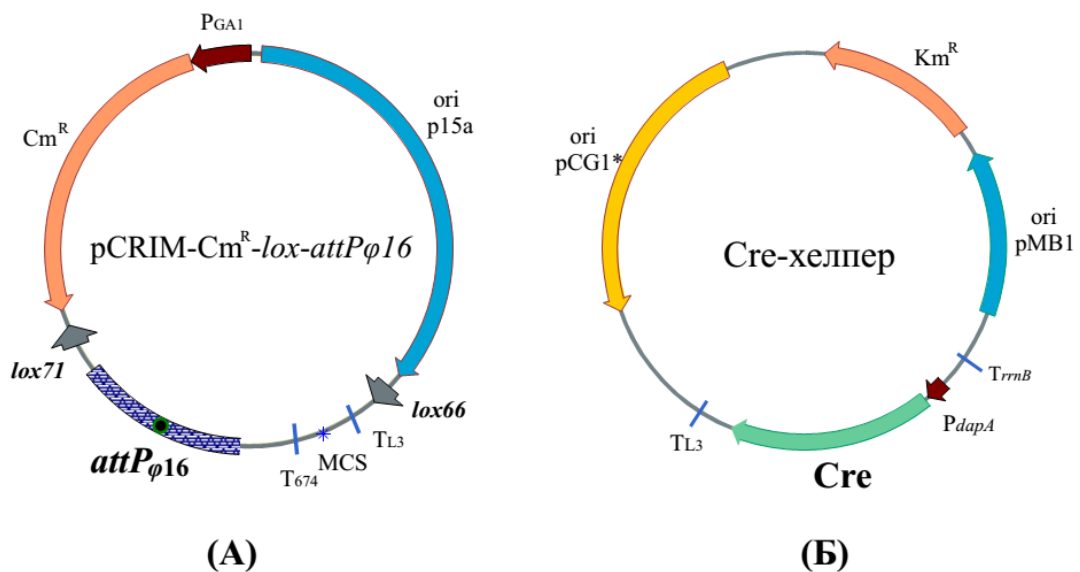 PGA1
ori
p15a
CmR
pCRIM-CmR-lox-attPφ16
lox71
lox66
TL3
MCS
T674
attPφ16
(А)
KmR
ori
pCG1*
ori
pMB1
Cre-хелпер
TrrnB
PdapA
TL3
Cre
(Б)